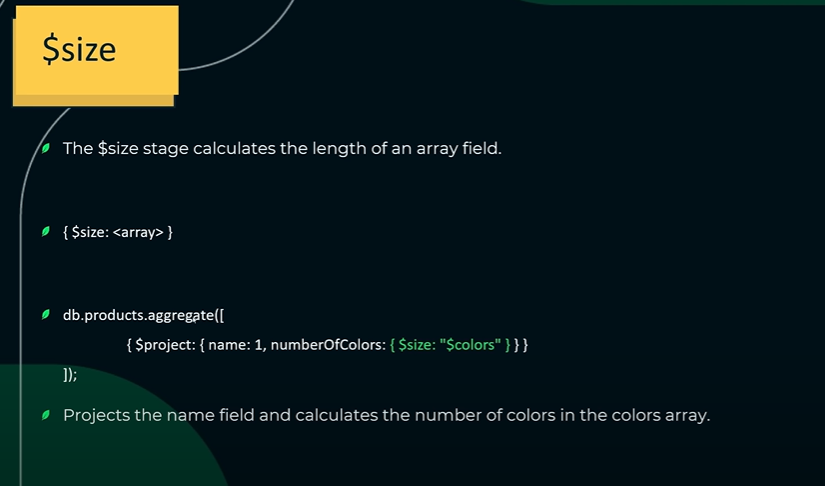 $size
The $size stage calculates the length of an array field.
{ $size: <array> }
db.products.aggregate([
{ $project: { name: 1, numberOfColors: { $size: "$colors" } } }
]);
Projects the name field and calculates the number of colors in the colors array.